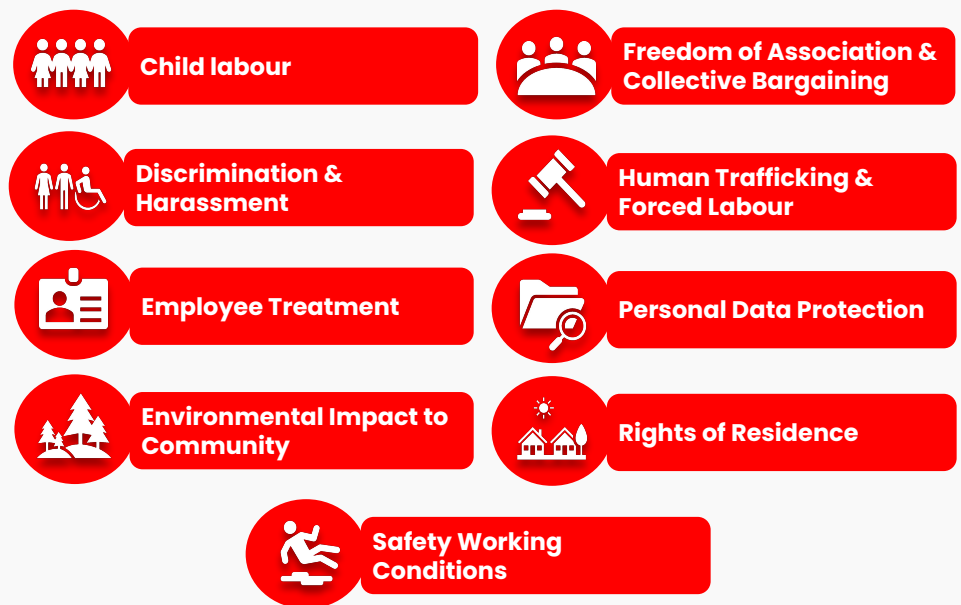 Child labour
Freedom of Association &
Collective Bargaining
Discrimination &
Harassment
Human Trafficking &
Forced Labour
Employee Treatment
Personal Data Protection
Environmental Impact to
Community
Rights of Residence
Safety Working
Conditions